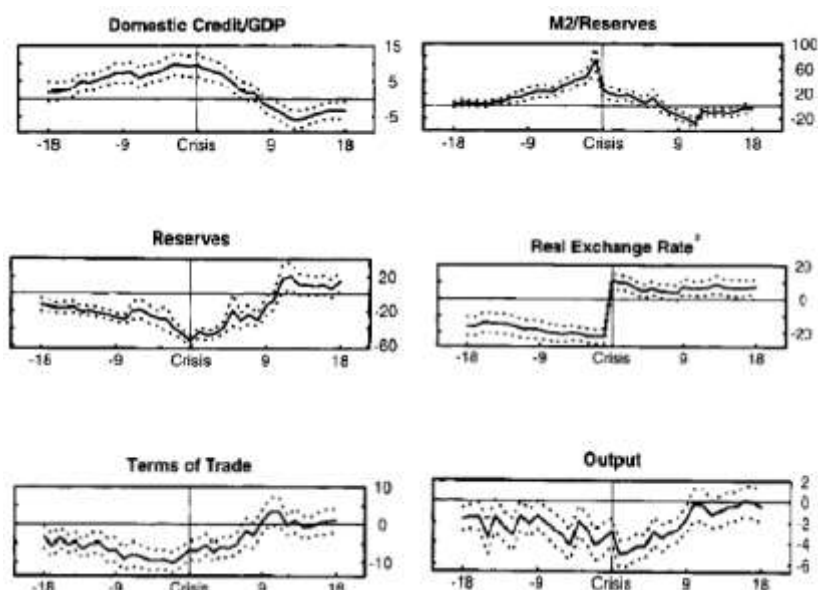 Domestic Credit/GDP
15
5
-5
-18 -9 Crisis 9 18
M2/Reserves
100
60
20
-20
-18 -9 Crisis 9 18
Reserves
20
-20
-60
-18 -9 Crisis 9 18
Real Exchange Rate²
20
0
-20
-18 -9 Crisis 9 18
Terms of Trade
10
0
-10
-18 -9 Crisis 9 18
Output
2
0
-2
-4
-6
-18 -9 Crisis 9 18